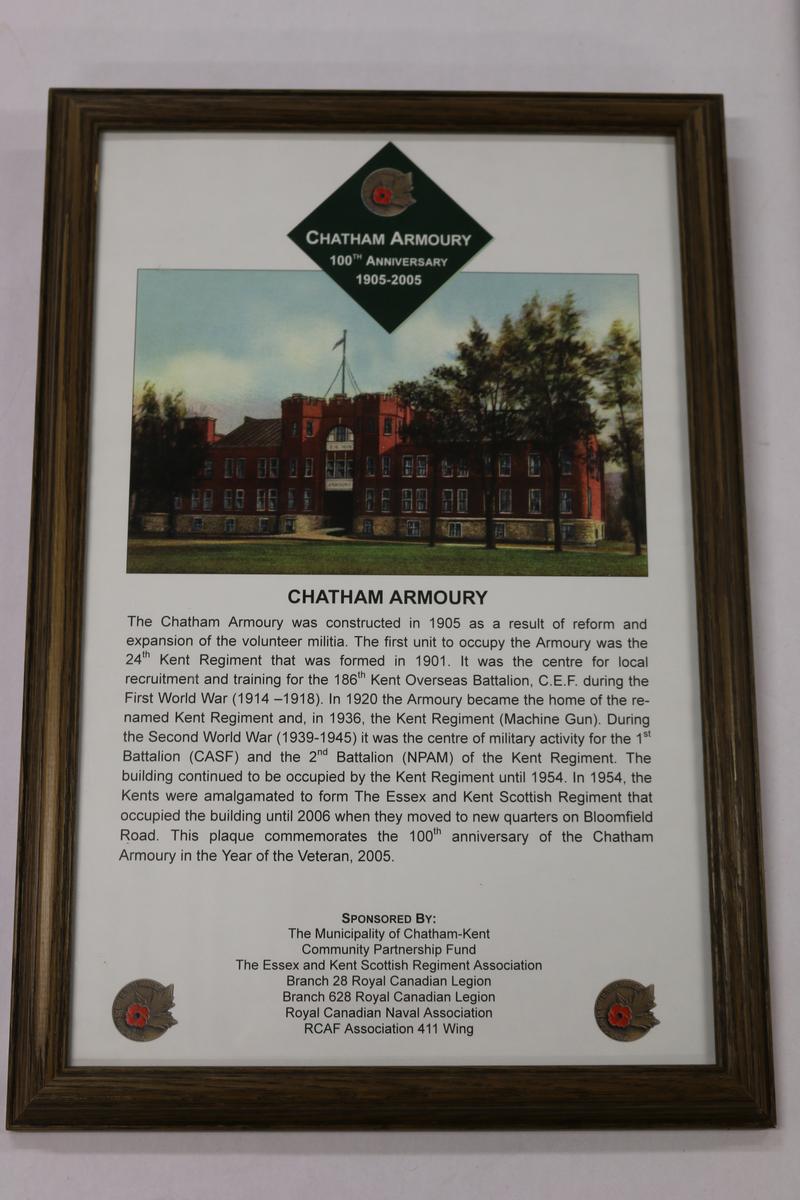 CHATHAM ARMOURY
100TH ANNIVERSARY
1905-2005
ARMOURY
CHATHAM ARMOURY
The Chatham Armoury was constructed in 1905 as a result of reform and
expansion of the volunteer militia. The first unit to occupy the Armoury was the
24th Kent Regiment that was formed in 1901. It was the centre for local
recruitment and training for the 186th Kent Overseas Battalion, C.E.F. during the
First World War (1914 –1918). In 1920 the Armoury became the home of the re-
named Kent Regiment and, in 1936, the Kent Regiment (Machine Gun). During
the Second World War (1939-1945) it was the centre of military activity for the 1st
Battalion (CASF) and the 2nd Battalion (NPAM) of the Kent Regiment. The
building continued to be occupied by the Kent Regiment until 1954. In 1954, the
Kents were amalgamated to form The Essex and Kent Scottish Regiment that
occupied the building until 2006 when they moved to new quarters on Bloomfield
Road. This plaque commemorates the 100th anniversary of the Chatham
Armoury in the Year of the Veteran, 2005.
SPONSORED BY:
The Municipality of Chatham-Kent
Community Partnership Fund
The Essex and Kent Scottish Regiment Association
Branch 28 Royal Canadian Legion
Branch 628 Royal Canadian Legion
Royal Canadian Naval Association
RCAF Association 411 Wing